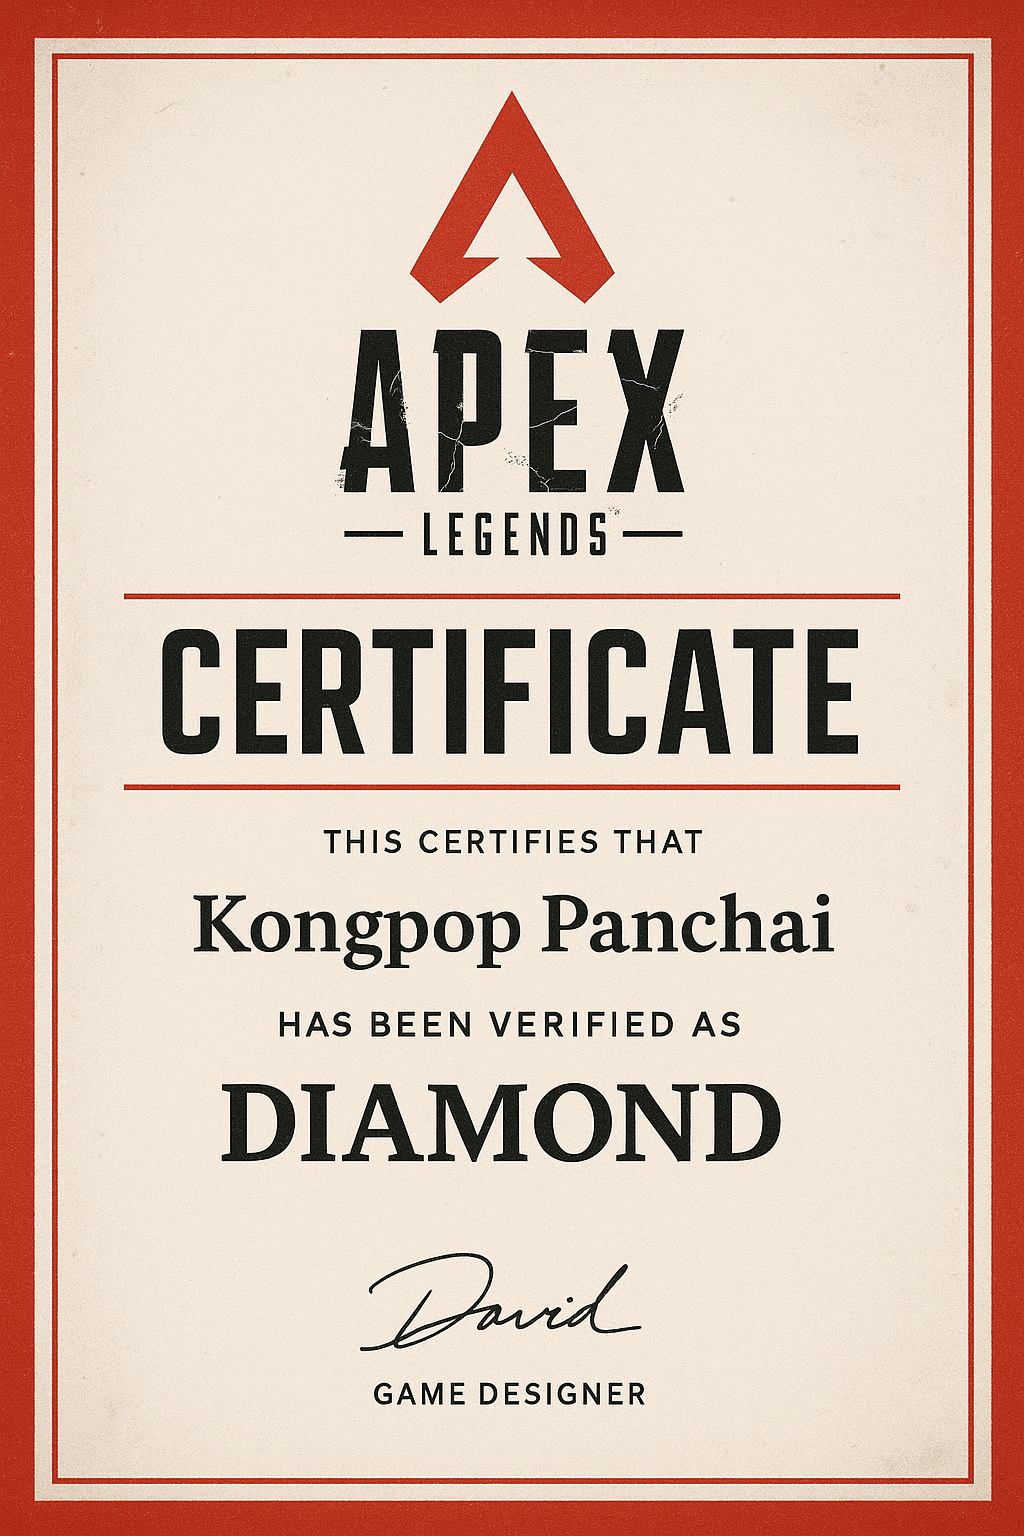 APEX
LEGENDS
CERTIFICATE
THIS CERTIFIES THAT
Kongpop Panchai
HAS BEEN VERIFIED AS
DIAMOND
David
GAME DESIGNER